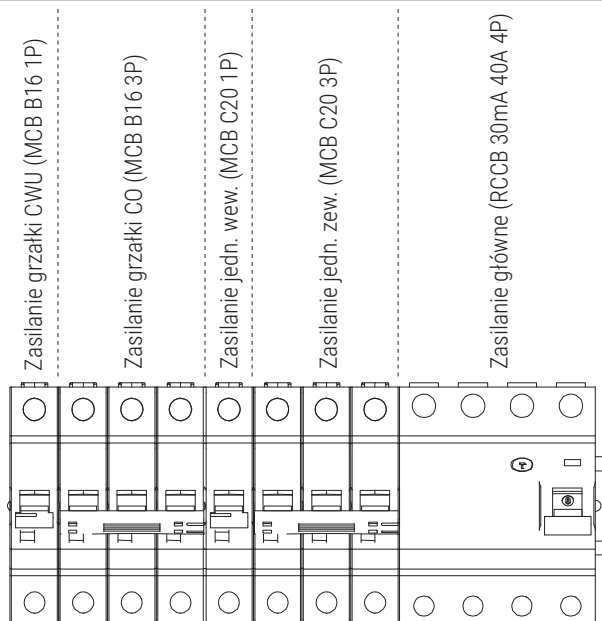 Zasilanie grzałki CWU (MCB B16 1P)
Zasilanie grzałki CO (MCB B16 3P)
Zasilanie jedn. wew. (MCB C20 1P)
Zasilanie jedn. zew. (MCB C20 3P)
Zasilanie główne (RCCB 30mA 40A 4P)
T